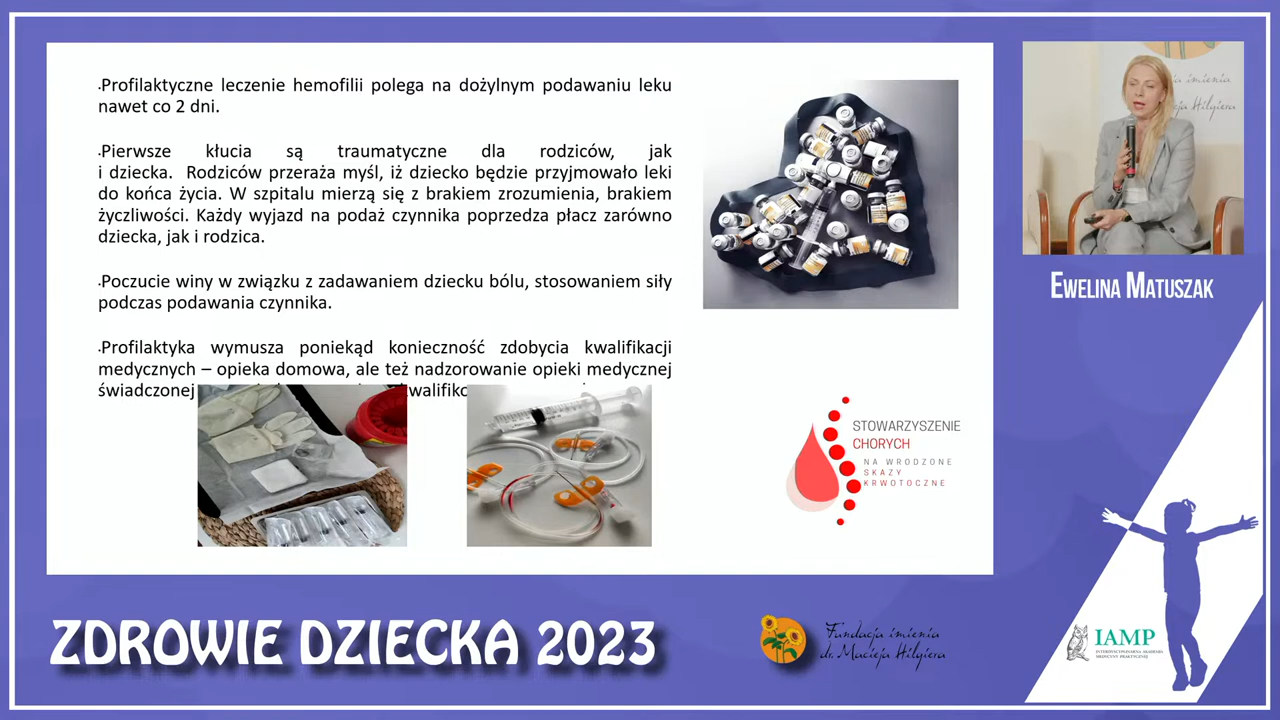 .Profilaktyczne leczenie hemofilii polega na dożylnym podawaniu leku
nawet co 2 dni.
.Pierwsze kłucia są traumatyczne dla rodziców, jak
i dziecka. Rodziców przeraża myśl, iż dziecko będzie przyjmowało leki
do końca życia. W szpitalu mierzą się z brakiem zrozumienia, brakiem
życzliwości. Każdy wyjazd na podaż czynnika poprzedza płacz zarówno
dziecka, jak i rodzica.
.Poczucie winy w związku z zadawaniem dziecku bólu, stosowaniem siły
podczas podawania czynnika.
.Profilaktyka wymusza poniekąd konieczność zdobycia kwalifikacji
medycznych – opieka domowa, ale też nadzorowanie opieki medycznej
świadczonej
STOWARZYSZENIE
CHORYCH
NA WRODZONE
SKAZY
KRWOTOCZNE
EWELINA MATUSZAK
ZDROWIE DZIECKA 2023
Fundacja imienia
dr Macieja Hilgiera
IAMP
INTERDYSCYPLINARNA AKADEMIA
MEDYCYNY PRAKTYCZNEJ